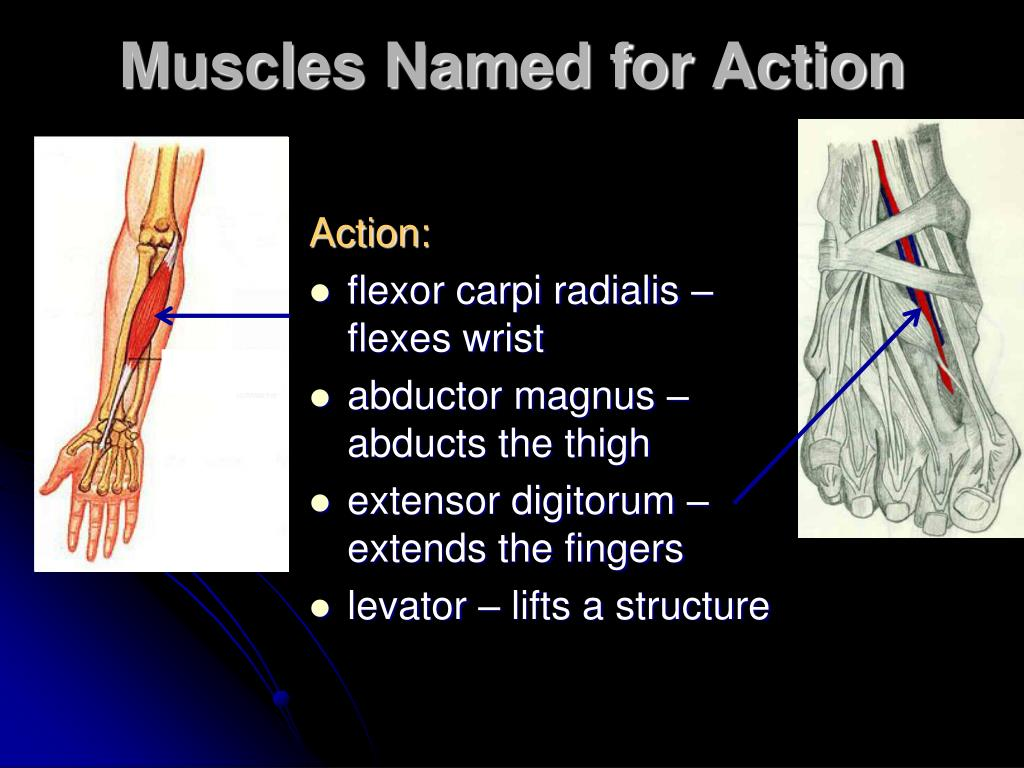 Muscles Named for Action
Action:
flexor carpi radialis –
flexes wrist
abductor magnus –
abducts the thigh
extensor digitorum –
extends the fingers
levator – lifts a structure